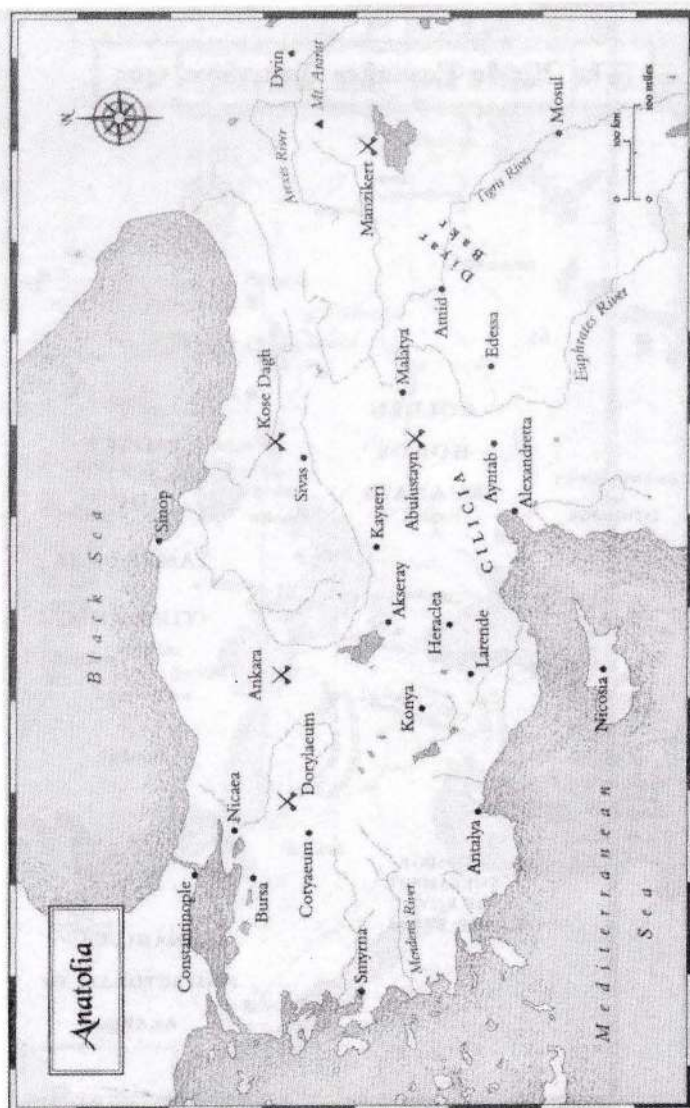 Anatolia
N
Black Sea
Constantinople
Sinop
Nicaea
Bursa
Dorylaeum
Cotyaeum
Ankara
Kose Dagh
Sivas
Araxes River
Dvin
Mt. Ararat
Manzikert
Smyrna
Menderes River
Akseray
Kayseri
Malatya
Konya
Heraclea
Abulustayn
Amid
Diyar
Bakr
Tigris River
Antalya
Larende
CILICIA
Ayntab
Edessa
Alexandretta
Mosul
Euphrates River
Nicosia
Mediterranean
Sea
100 km.
100 miles